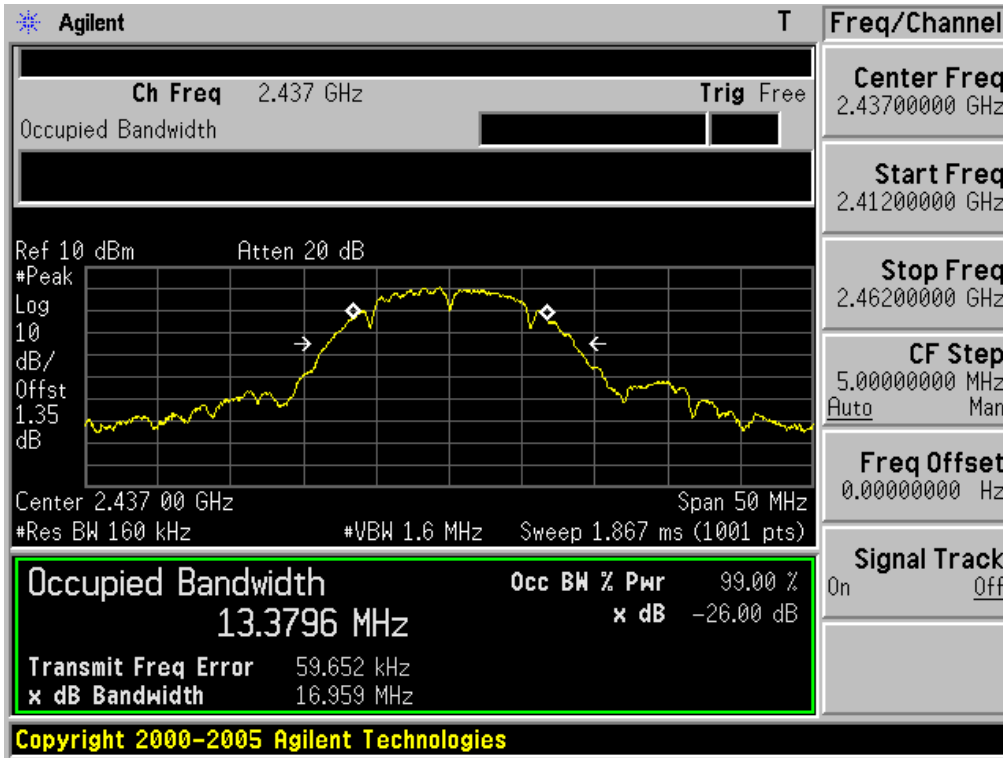 Agilent T
Freq/Channel
Ch Freq 2.437 GHz Trig Free
Occupied Bandwidth
Center Freq
2.43700000 GHz
Start Freq
2.41200000 GHz
Stop Freq
2.46200000 GHz
CF Step
5.00000000 MHz
Auto Man
Freq Offset
0.00000000 Hz
Signal Track
On Off
Ref 10 dBm Atten 20 dB
#Peak
Log
10
dB/
Offst
1.35
dB
Center 2.437 00 GHz Span 50 MHz
#Res BW 160 kHz #VBW 1.6 MHz Sweep 1.867 ms (1001 pts)
Occupied Bandwidth
13.3796 MHz
Occ BW % Pwr 99.00 %
x dB -26.00 dB
Transmit Freq Error 59.652 kHz
x dB Bandwidth 16.959 MHz
Copyright 2000-2005 Agilent Technologies